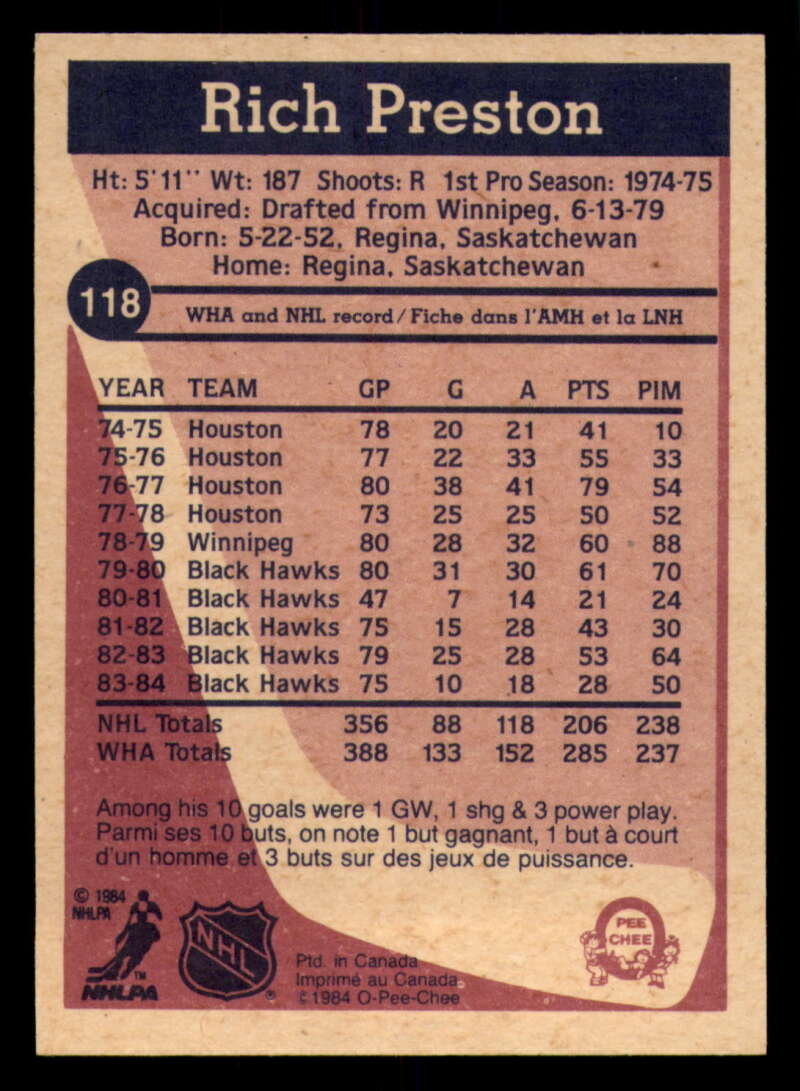 Rich Preston
Ht: 5'11'' Wt: 187 Shoots: R 1st Pro Season: 1974-75
Acquired: Drafted from Winnipeg, 6-13-79
Born: 5-22-52, Regina, Saskatchewan
Home: Regina, Saskatchewan
118
WHA and NHL record/Fiche dans l'AMH et la LNH
YEAR TEAM GP G A PTS PIM
74-75 Houston 78 20 21 41 10
75-76 Houston 77 22 33 55 33
76-77 Houston 80 38 41 79 54
77-78 Houston 73 25 25 50 52
78-79 Winnipeg 80 28 32 60 88
79-80 Black Hawks 80 31 30 61 70
80-81 Black Hawks 47 7 14 21 24
81-82 Black Hawks 75 15 28 43 30
82-83 Black Hawks 79 25 28 53 64
83-84 Black Hawks 75 10 18 28 50
NHL Totals 356 88 118 206 238
WHA Totals 388 133 152 285 237
Among his 10 goals were 1 GW, 1 shg & 3 power play.
Parmi ses 10 buts, on note 1 but gagnant, 1 but à court
d'un homme et 3 buts sur des jeux de puissance.
© 1984
NHLPA
TM
NHLPA
NHL
®
Ptd. in Canada
Imprimé au Canada
© 1984 O-Pee-Chee
PEE
CHEE